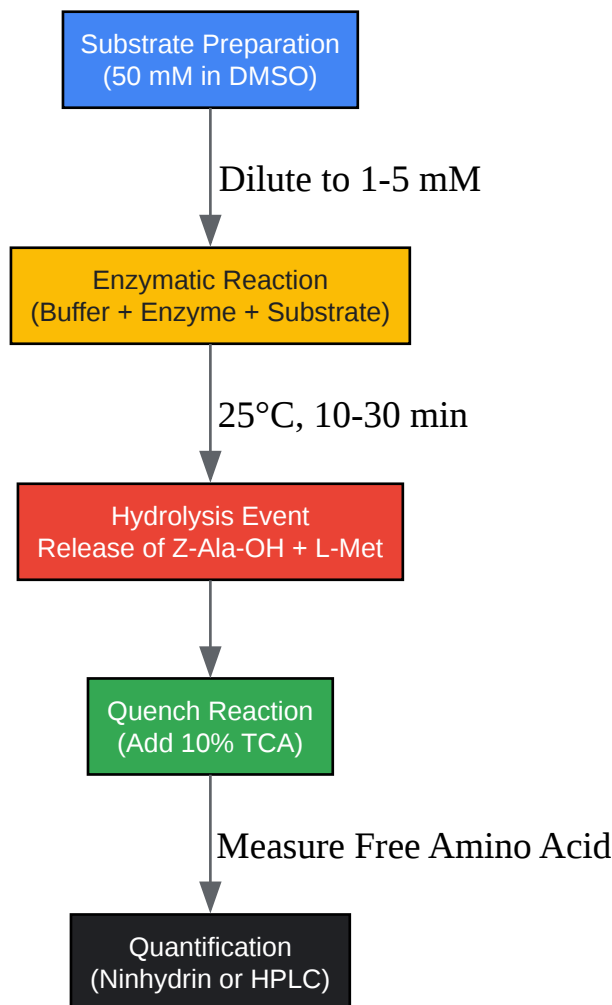 Substrate Preparation
(50 mM in DMSO)
Dilute to 1-5 mM
Enzymatic Reaction
(Buffer + Enzyme + Substrate)
25°C, 10-30 min
Hydrolysis Event
Release of Z-Ala-OH + L-Met
Quench Reaction
(Add 10% TCA)
Measure Free Amino Acid
Quantification
(Ninhydrin or HPLC)